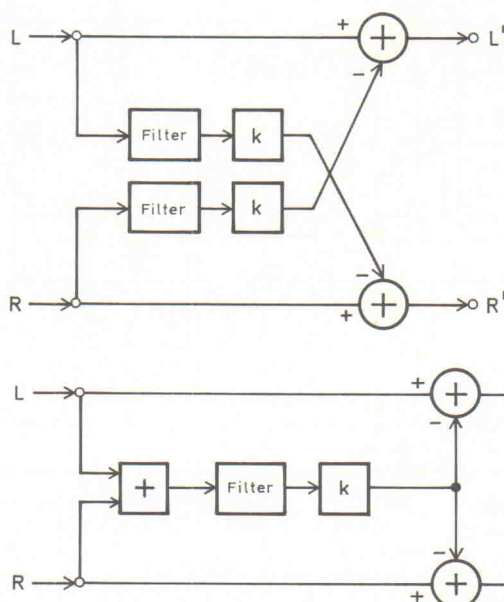 L + L'
-
Filter k
Filter k
-
R + R'
L +
-
+ Filter k
-
R +